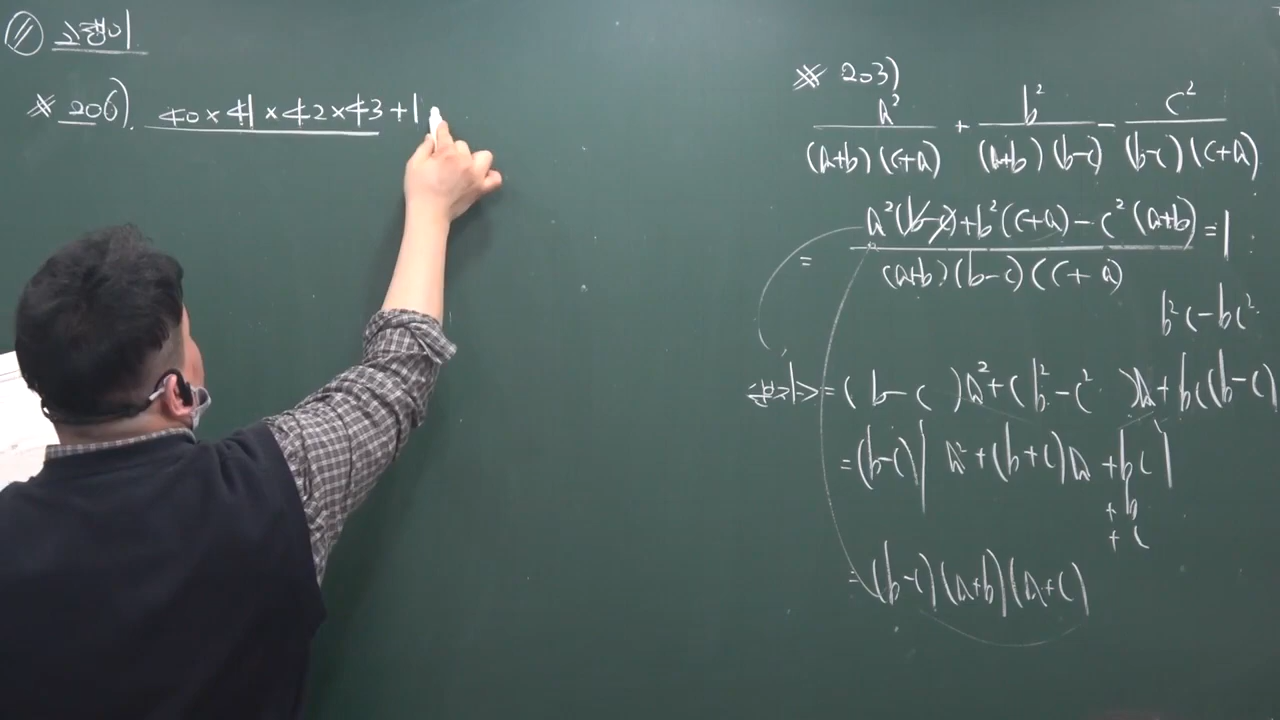 ⑪ 고쟁이
※ 206). 40×41×42×43+1
※ 203)
a²/(a+b)(c+a) + b²/(a+b)(b-c) - c²/(b-c)(c+a)
= a²(b-c)+b²(c+a)-c²(a+b)/(a+b)(b-c)(c+a) =1
b²c-bc²
<분자>=(b-c)a²+(b²-c²)a+bc(b-c)
=(b-c){a²+(b+c)a+bc}
+b
+c
=(b-c)(a+b)(a+c)